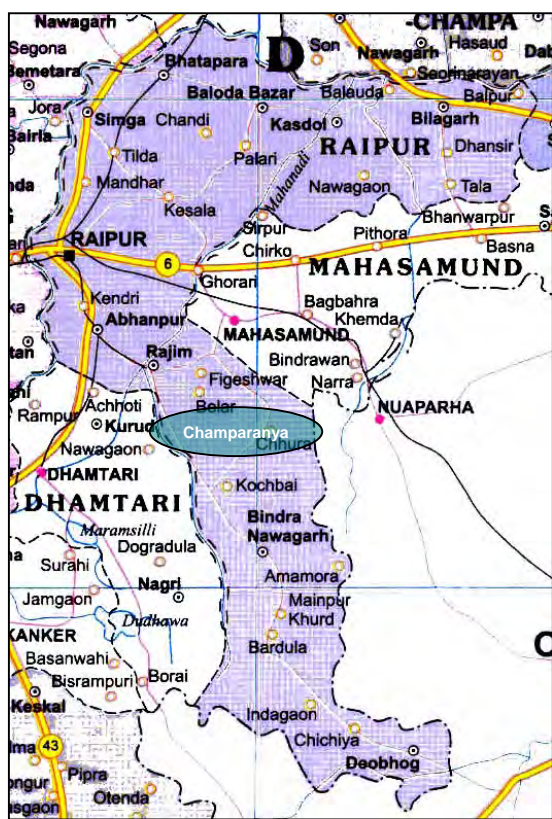 -CHAMPA
Nawagarh
Segona
Bemetara
Bhatapara
D
Son
Nawagarh
Hasaud
Seorinarayan
Jora
Simga
Chandi
Baloda Bazar
Balauda
Kasdol
Balpur
Bilagarh
Tilda
Palari
RAIPUR
Dhansir
Mandhar
Kesala
Mahanadi
Nawagaon
Tala
Sirpur
Bhanwarpur
RAIPUR
6
Chirko
Pithora
Basna
Ghorari
MAHASAMUND
Kendri
Abhanpur
Bagbahra
MAHASAMUND
Khemda
Rajim
Bindrawan
Figeshwar
Narra
Achhoti
Belar
NUAPARHA
Rampur
Kurud
Champaranya
Chhura
Nawagaon
DHAMTARI
DHAMTARI
Kochbai
Maramsilli
Bindra
Nawagarh
Dogradula
Surahi
Amamora
Jamgaon
Nagri
Mainpur
Khurd
Dudhawa
KANKER
Bardula
C
Basanwahi
Bisrampuri
Borai
Keskal
Indagaon
43
Chichiya
Deobhog
Pipra
Otenda